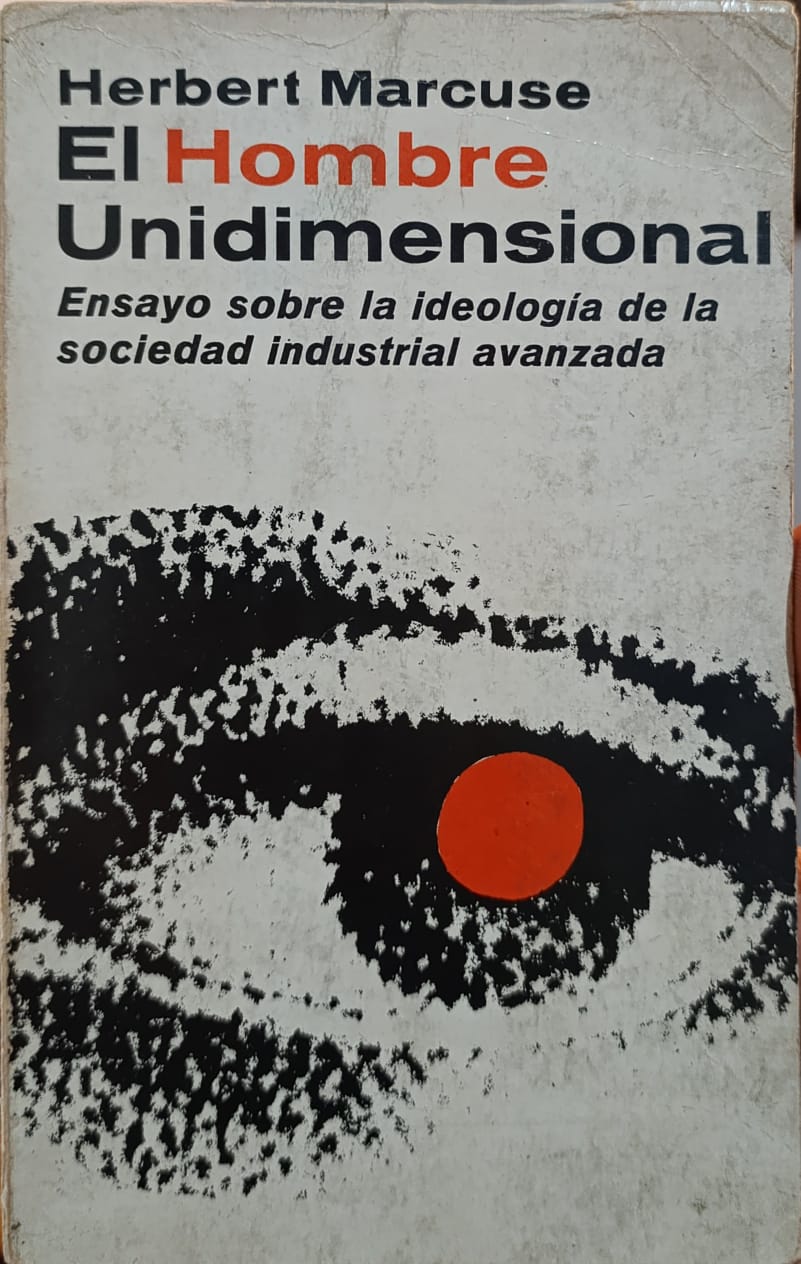 Herbert Marcuse
El Hombre
Unidimensional
Ensayo sobre la ideología de la
sociedad industrial avanzada